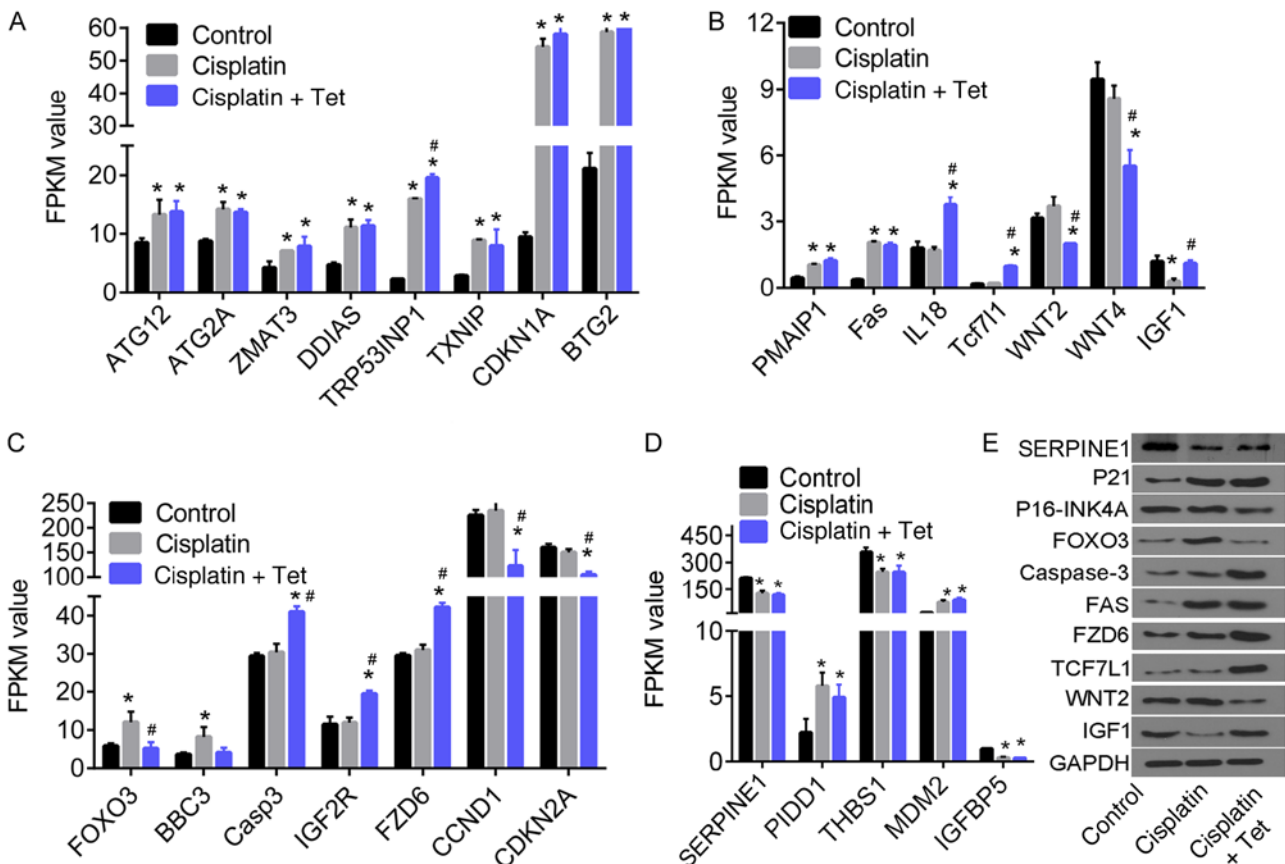 A
Control
Cisplatin
Cisplatin + Tet
FPKM value
60
50
40
30
20
10
0
* * * * * * * * * # * * * * * * *
ATG12
ATG2A
ZMAT3
DDIAS
TRP53INP1
TXNIP
CDKN1A
BTG2
B
Control
Cisplatin
Cisplatin + Tet
FPKM value
12
9
6
3
0
* * * * # * # * # * # * * #
PMAIP1
Fas
IL18
Tcf7l1
WNT2
WNT4
IGF1
C
Control
Cisplatin
Cisplatin + Tet
FPKM value
250
200
150
100
50
40
30
20
10
0
* # * * # # * # * # * # *
FOXO3
BBC3
Casp3
IGF2R
FZD6
CCND1
CDKN2A
D
Control
Cisplatin
Cisplatin + Tet
FPKM value
450
300
150
10
5
0
* * * * * * * * * *
SERPINE1
PIDD1
THBS1
MDM2
IGFBP5
E
SERPINE1
P21
P16-INK4A
FOXO3
Caspase-3
FAS
FZD6
TCF7L1
WNT2
IGF1
GAPDH
Control
Cisplatin
Cisplatin
+ Tet